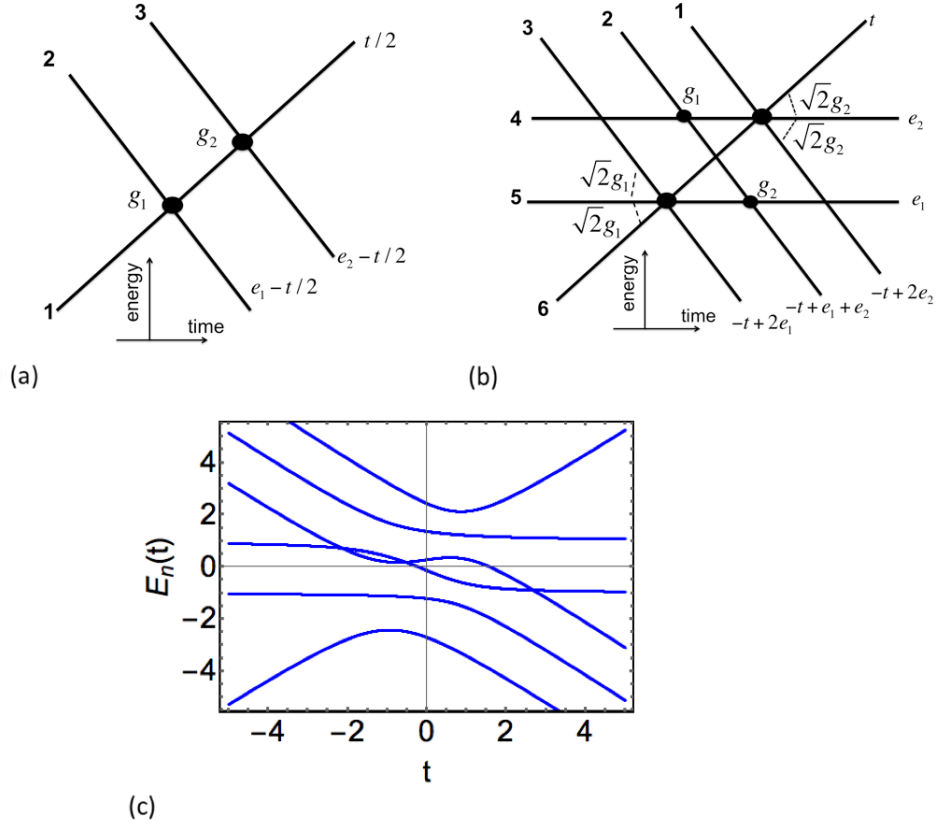 3
2
t/2
g₂
g₁
e₂ − t/2
e₁ − t/2
1
energy
time
(a)
1
2
3
t
g₁
√2g₂
4
e₂
√2g₂
√2g₁
5
g₂
e₁
√2g₁
6
energy
time
−t+2e₁
−t+e₁+e₂
−t+2e₂
(b)
4
2
0
−2
−4
Eₙ(t)
−4 −2 0 2 4
t
(c)